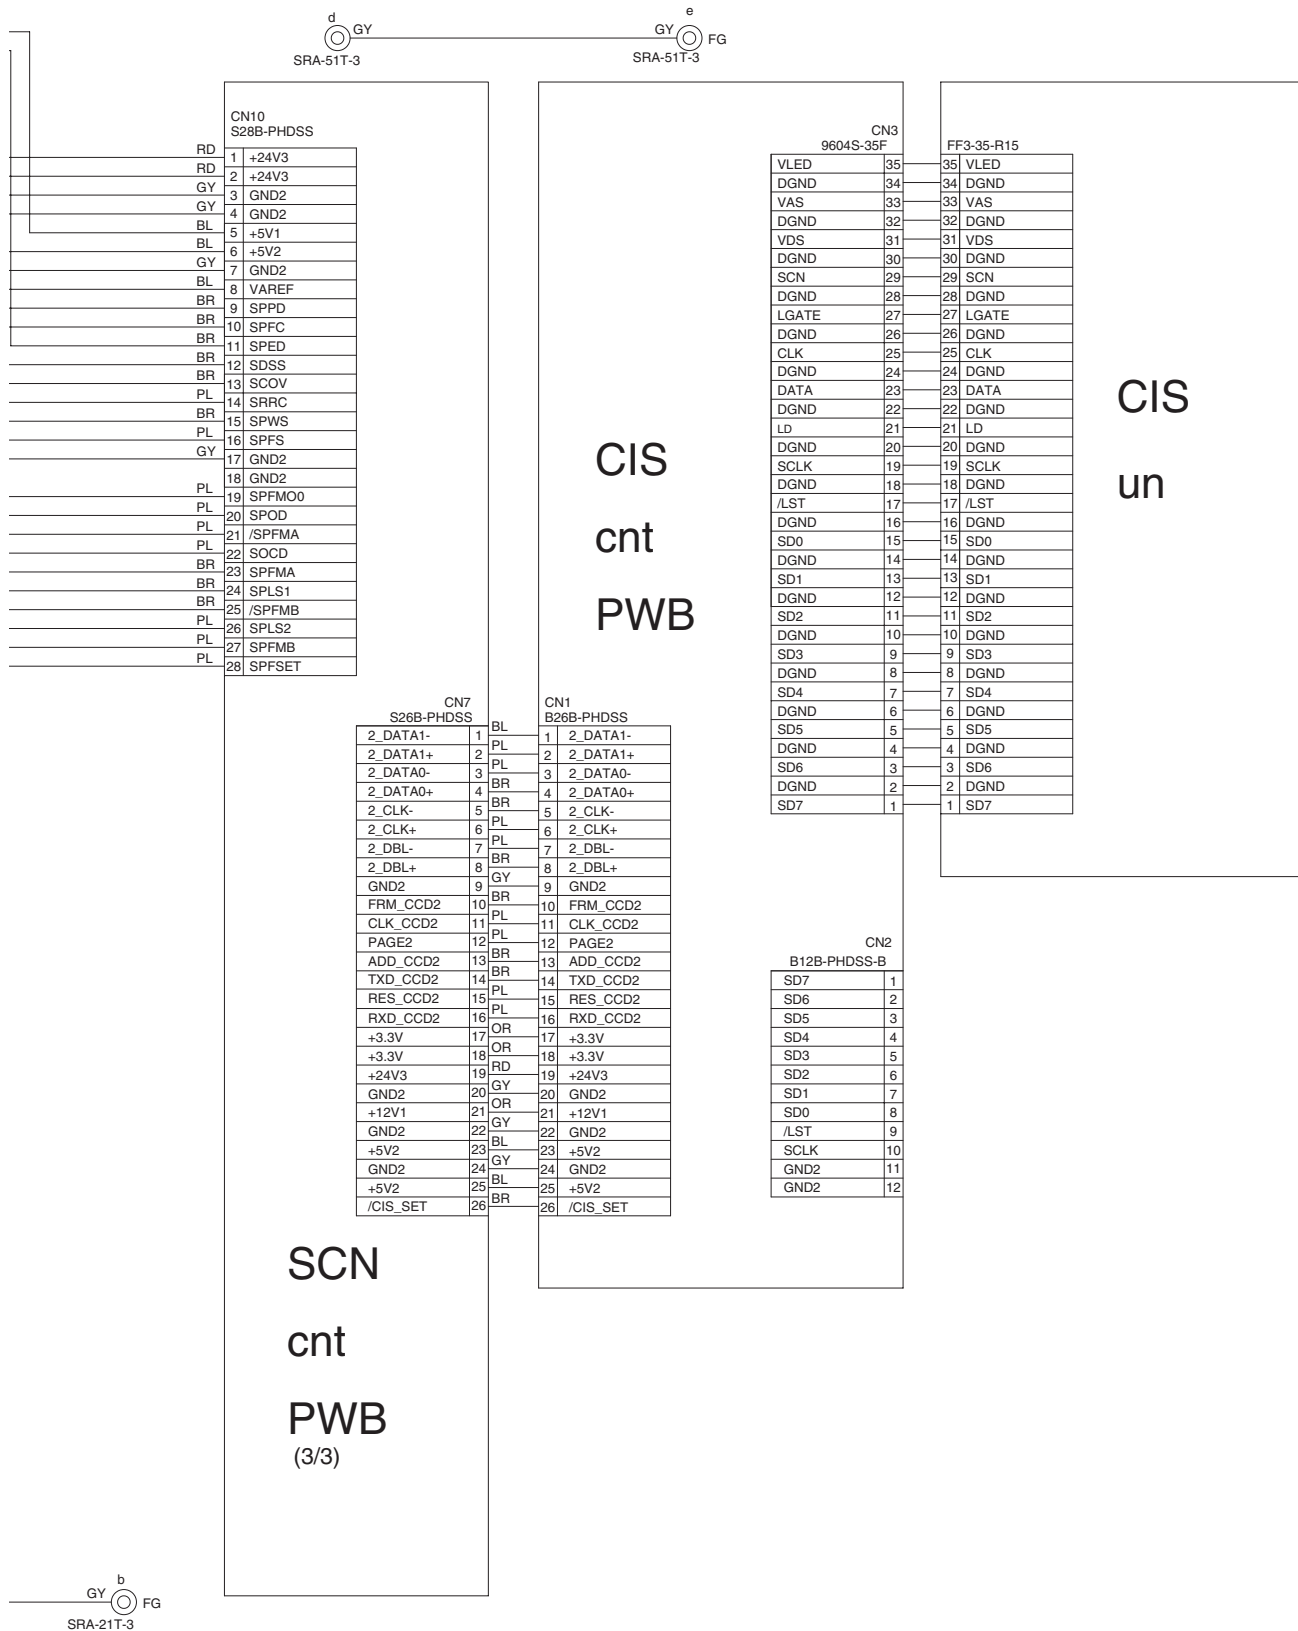 d
GY
SRA-51T-3
e
GY
FG
SRA-51T-3
CN10
S28B-PHDSS
RD 1 +24V3
RD 2 +24V3
GY 3 GND2
GY 4 GND2
BL 5 +5V1
BL 6 +5V2
GY 7 GND2
BL 8 VAREF
BR 9 SPPD
BR 10 SPFC
BR 11 SPED
BR 12 SDSS
BR 13 SCOV
PL 14 SRRC
BR 15 SPWS
PL 16 SPFS
GY 17 GND2
18 GND2
PL 19 SPFMO0
PL 20 SPOD
PL 21 /SPFMA
PL 22 SOCD
BR 23 SPFMA
BR 24 SPLS1
BR 25 /SPFMB
PL 26 SPLS2
PL 27 SPFMB
PL 28 SPFSET
CN3
9604S-35F FF3-35-R15
VLED 35 35 VLED
DGND 34 34 DGND
VAS 33 33 VAS
DGND 32 32 DGND
VDS 31 31 VDS
DGND 30 30 DGND
SCN 29 29 SCN
DGND 28 28 DGND
LGATE 27 27 LGATE
DGND 26 26 DGND
CLK 25 25 CLK
DGND 24 24 DGND
DATA 23 23 DATA
DGND 22 22 DGND
LD 21 21 LD
DGND 20 20 DGND
SCLK 19 19 SCLK
DGND 18 18 DGND
/LST 17 17 /LST
DGND 16 16 DGND
SD0 15 15 SD0
DGND 14 14 DGND
SD1 13 13 SD1
DGND 12 12 DGND
SD2 11 11 SD2
DGND 10 10 DGND
SD3 9 9 SD3
DGND 8 8 DGND
SD4 7 7 SD4
DGND 6 6 DGND
SD5 5 5 SD5
DGND 4 4 DGND
SD6 3 3 SD6
DGND 2 2 DGND
SD7 1 1 SD7
CIS
un
CIS
cnt
PWB
CN7 CN1
S26B-PHDSS B26B-PHDSS
2_DATA1- 1 BL 1 2_DATA1-
2_DATA1+ 2 PL 2 2_DATA1+
2_DATA0- 3 PL 3 2_DATA0-
2_DATA0+ 4 BR 4 2_DATA0+
2_CLK- 5 BR 5 2_CLK-
2_CLK+ 6 PL 6 2_CLK+
2_DBL- 7 PL 7 2_DBL-
2_DBL+ 8 BR 8 2_DBL+
GND2 9 GY 9 GND2
FRM_CCD2 10 BR 10 FRM_CCD2
CLK_CCD2 11 PL 11 CLK_CCD2
PAGE2 12 PL 12 PAGE2
ADD_CCD2 13 BR 13 ADD_CCD2
TXD_CCD2 14 BR 14 TXD_CCD2
RES_CCD2 15 PL 15 RES_CCD2
RXD_CCD2 16 PL 16 RXD_CCD2
+3.3V 17 OR 17 +3.3V
+3.3V 18 OR 18 +3.3V
+24V3 19 RD 19 +24V3
GND2 20 GY 20 GND2
+12V1 21 OR 21 +12V1
GND2 22 GY 22 GND2
+5V2 23 BL 23 +5V2
GND2 24 GY 24 GND2
+5V2 25 BL 25 +5V2
/CIS_SET 26 BR 26 /CIS_SET
CN2
B12B-PHDSS-B
SD7 1
SD6 2
SD5 3
SD4 4
SD3 5
SD2 6
SD1 7
SD0 8
/LST 9
SCLK 10
GND2 11
GND2 12
SCN
cnt
PWB
(3/3)
b
GY
FG
SRA-21T-3